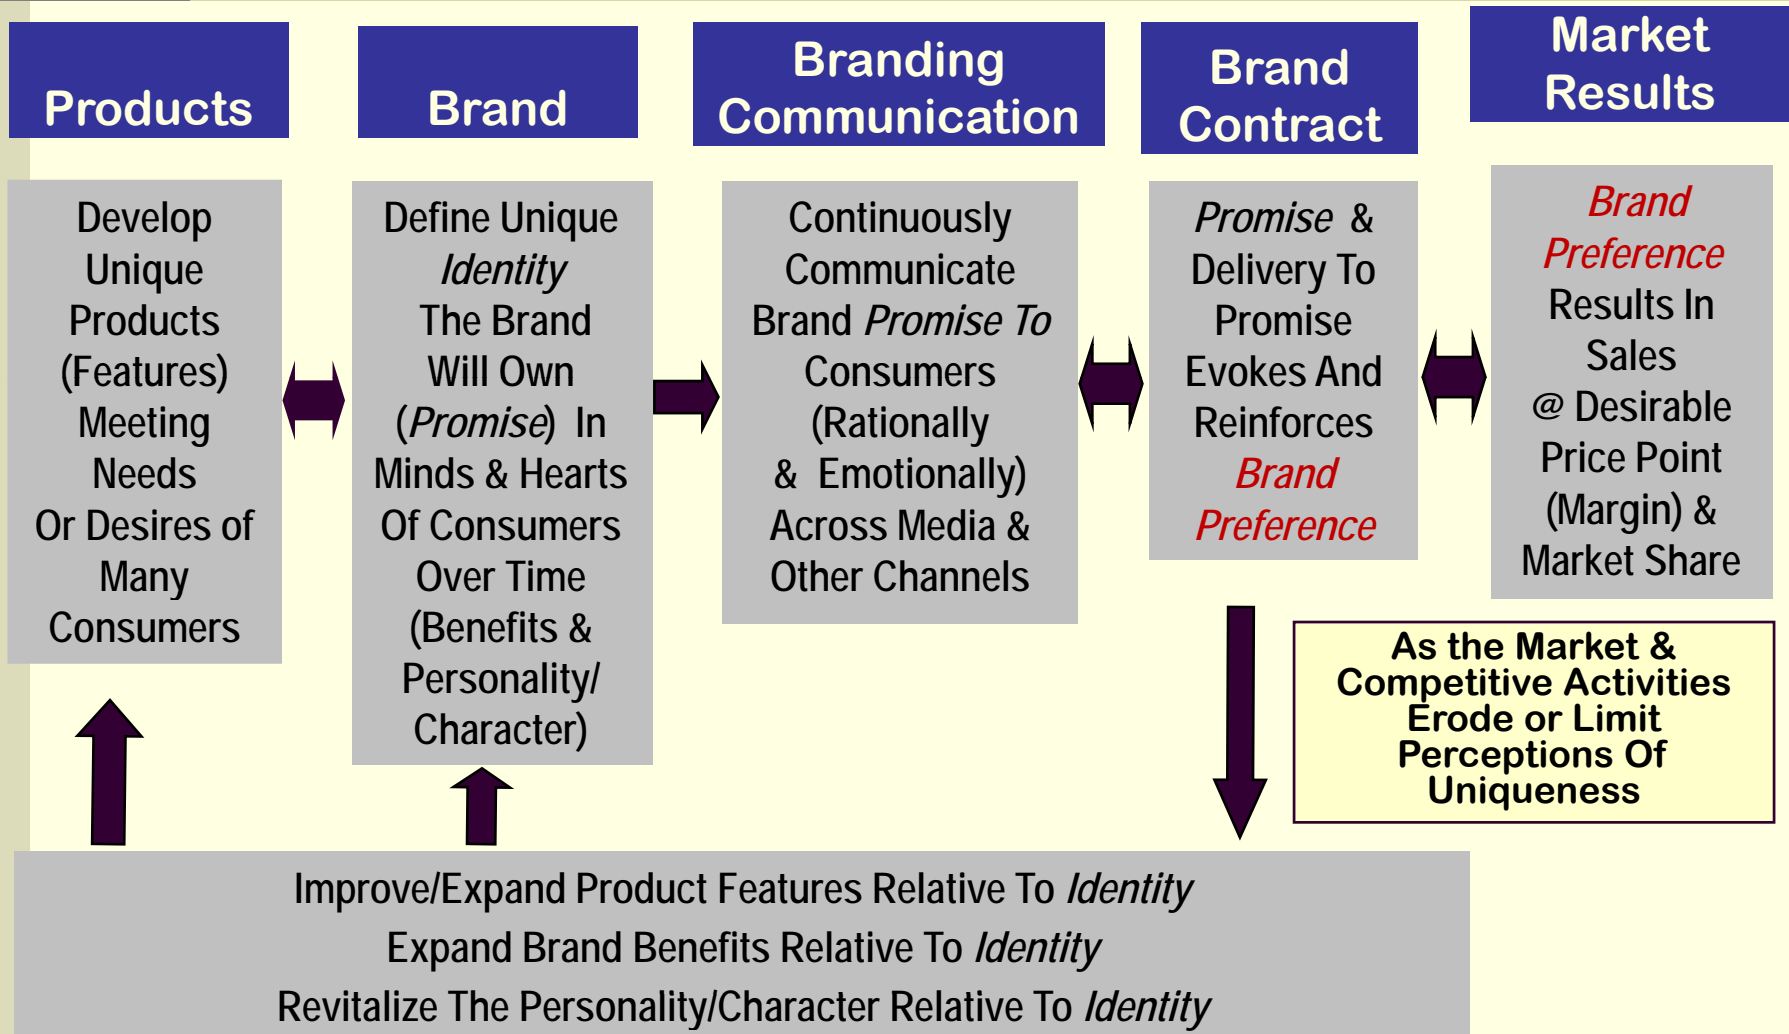 Products
Brand
Branding
Communication
Brand
Contract
Market
Results
Develop
Unique
Products
(Features)
Meeting
Needs
Or Desires of
Many
Consumers
Define Unique
Identity
The Brand
Will Own
(Promise) In
Minds & Hearts
Of Consumers
Over Time
(Benefits &
Personality/
Character)
Continuously
Communicate
Brand Promise To
Consumers
(Rationally
& Emotionally)
Across Media &
Other Channels
Promise &
Delivery To
Promise
Evokes And
Reinforces
Brand
Preference
Brand
Preference
Results In
Sales
@ Desirable
Price Point
(Margin) &
Market Share
As the Market &
Competitive Activities
Erode or Limit
Perceptions Of
Uniqueness
Improve/Expand Product Features Relative To Identity
Expand Brand Benefits Relative To Identity
Revitalize The Personality/Character Relative To Identity